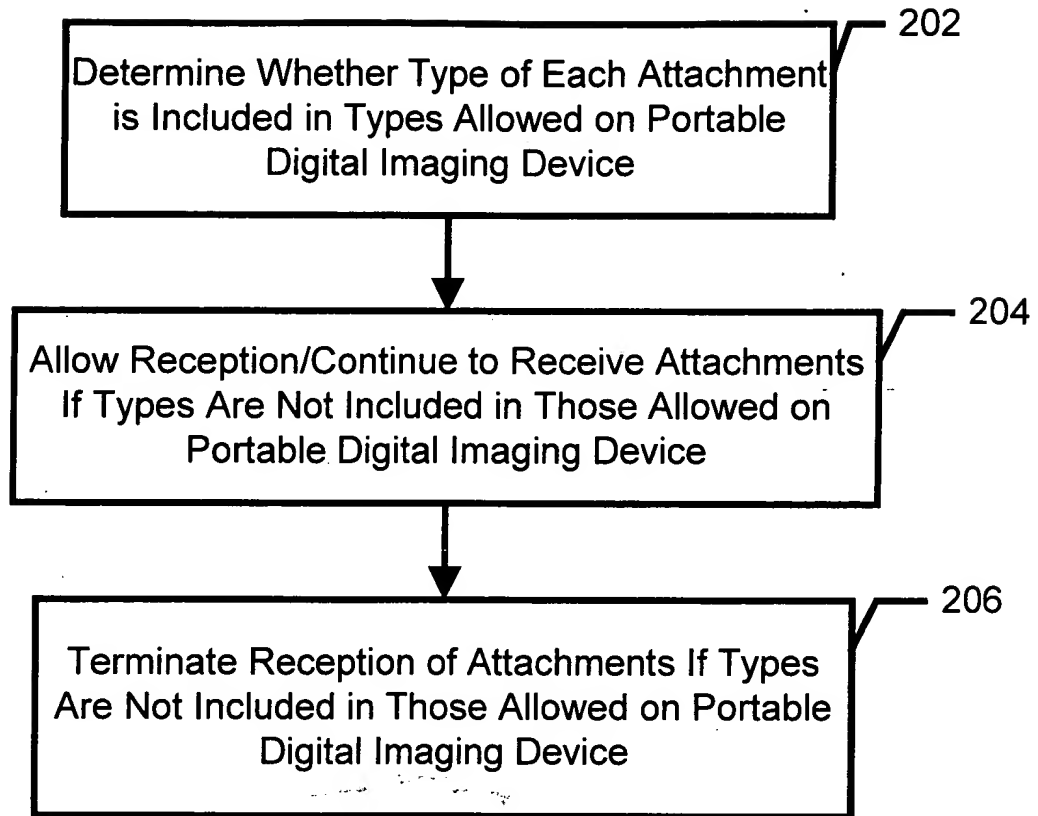 202
Determine Whether Type of Each Attachment
is Included in Types Allowed on Portable
Digital Imaging Device
204
Allow Reception/Continue to Receive Attachments
If Types Are Not Included in Those Allowed on
Portable Digital Imaging Device
206
Terminate Reception of Attachments If Types
Are Not Included in Those Allowed on Portable
Digital Imaging Device